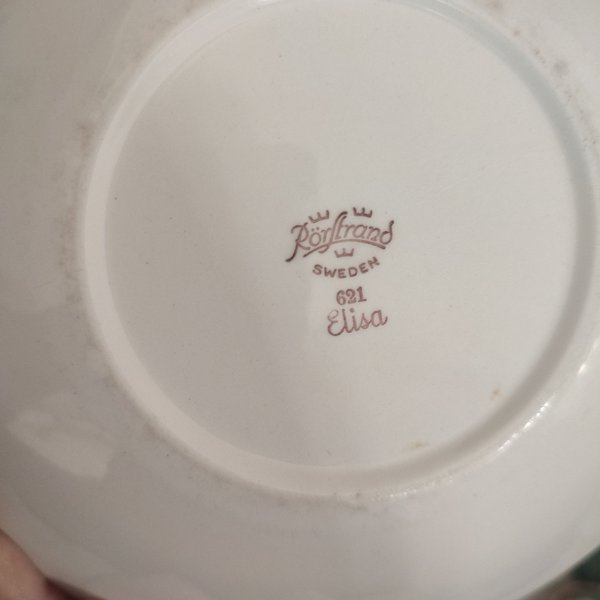 Rörstrand
SWEDEN
621
Elisa